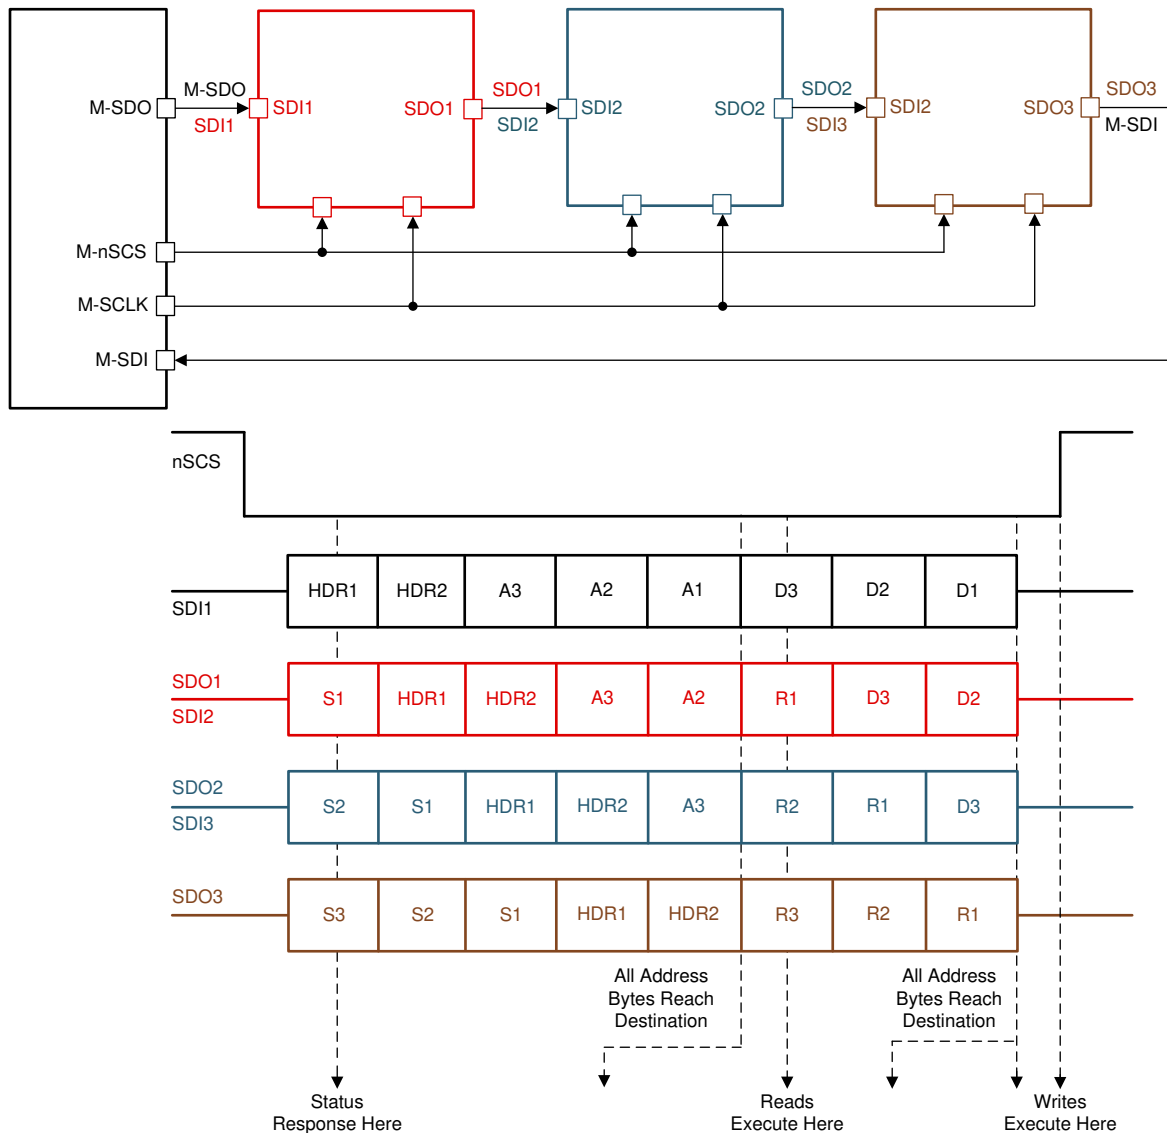 M-SDO
M-SDO
SDI1
SDI1
SDO1
SDO1
SDI2
SDI2
SDO2
SDO2
SDI3
SDI2
SDO3
SDO3
M-SDI
M-nSCS
M-SCLK
M-SDI
nSCS
SDI1
HDR1 HDR2 A3 A2 A1 D3 D2 D1
SDO1
SDI2
S1 HDR1 HDR2 A3 A2 R1 D3 D2
SDO2
SDI3
S2 S1 HDR1 HDR2 A3 R2 R1 D3
SDO3
S3 S2 S1 HDR1 HDR2 R3 R2 R1
All Address
Bytes Reach
Destination
All Address
Bytes Reach
Destination
Status
Response Here
Reads
Execute Here
Writes
Execute Here